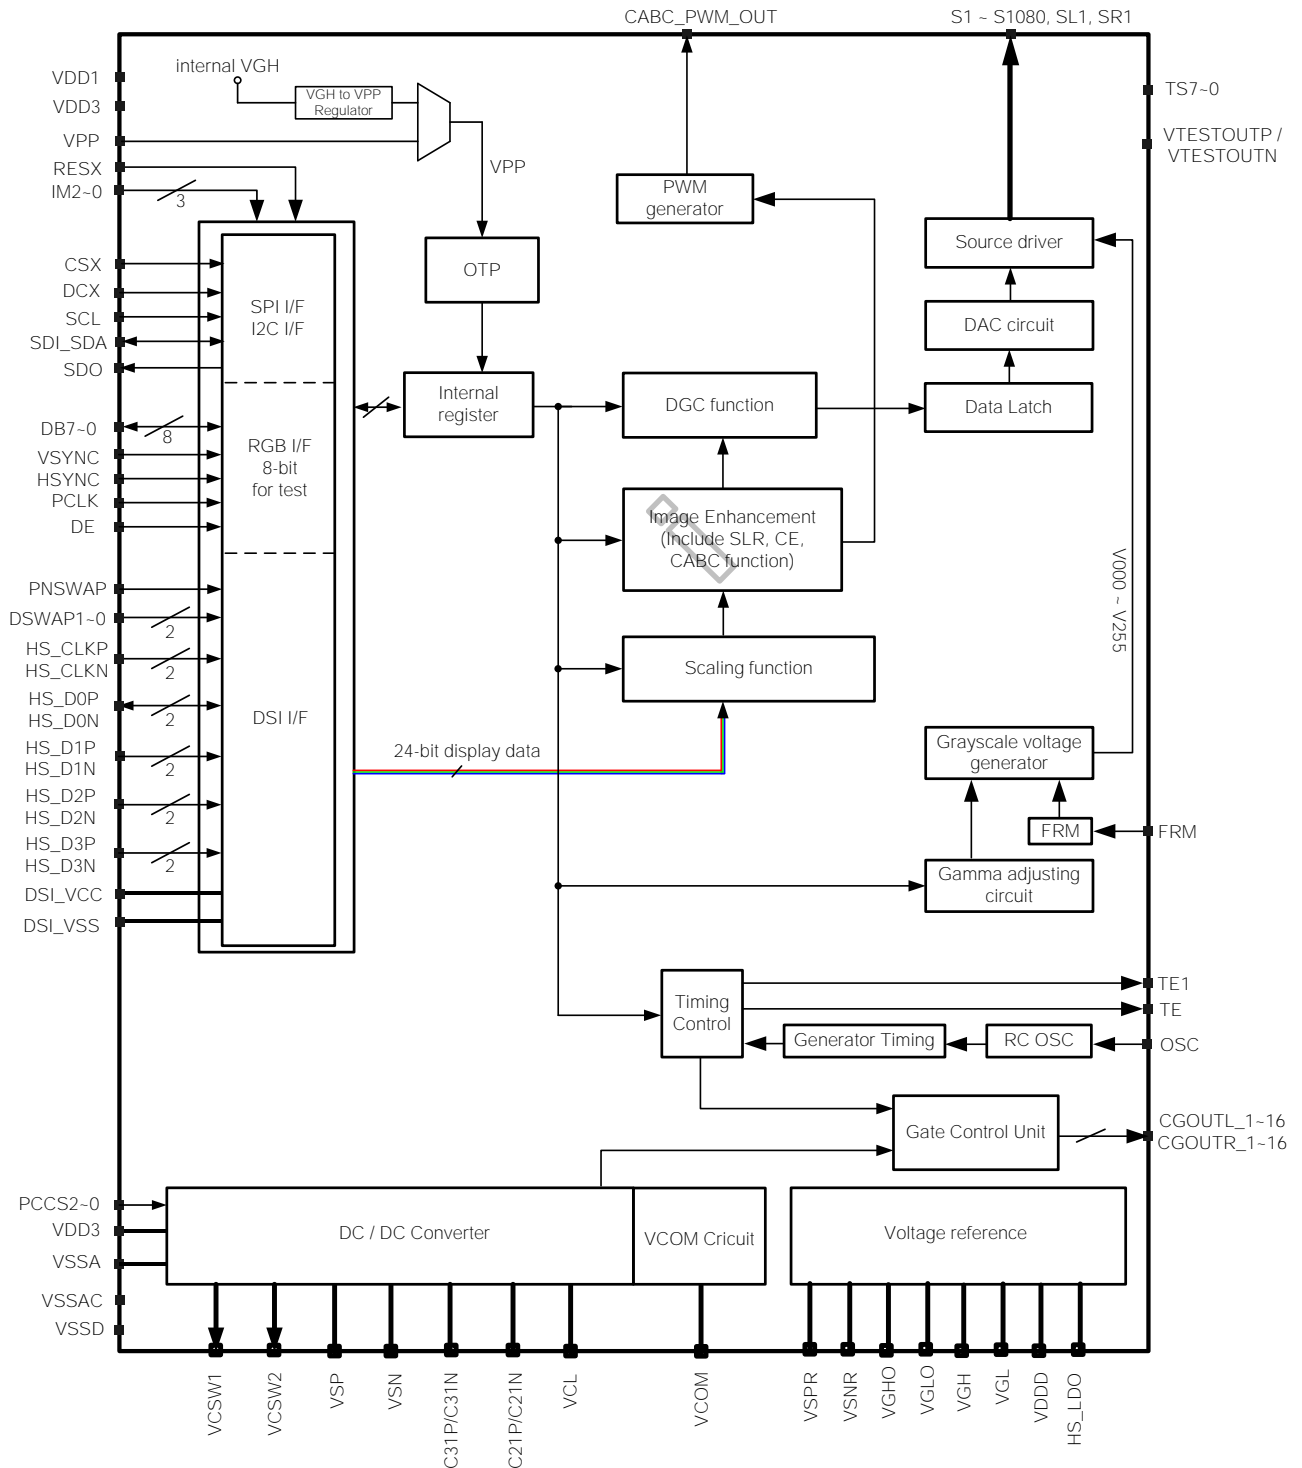 CABC_PWM_OUT
S1 ~ S1080, SL1, SR1
VDD1
VDD3
VPP
RESX
IM2~0
3
internal VGH
VGH to VPP
Regulator
VPP
OTP
PWM
generator
TS7~0
VTESTOUTP /
VTESTOUTN
Source driver
DAC circuit
Data Latch
CSX
DCX
SCL
SDI_SDA
SDO
SPI I/F
I2C I/F
DB7~0
8
VSYNC
HSYNC
PCLK
DE
RGB I/F
8-bit
for test
Internal
register
DGC function
Image Enhancement
(Include SLR, CE,
CABC function)
Scaling function
V000 ~ V255
PNSWAP
DSWAP1~0
2
HS_CLKP
HS_CLKN
2
HS_D0P
HS_D0N
2
HS_D1P
HS_D1N
2
HS_D2P
HS_D2N
2
HS_D3P
HS_D3N
2
DSI_VCC
DSI_VSS
DSI I/F
24-bit display data
Grayscale voltage
generator
FRM
FRM
Gamma adjusting
circuit
Timing
Control
TE1
TE
Generator Timing
RC OSC
OSC
Gate Control Unit
CGOUTL_1~16
CGOUTR_1~16
PCCS2~0
VDD3
VSSA
VSSAC
VSSD
DC / DC Converter
VCOM Cricuit
Voltage reference
VCSW1
VCSW2
VSP
VSN
C31P/C31N
C21P/C21N
VCL
VCOM
VSPR
VSNR
VGHO
VGLO
VGH
VGL
VDDD
HS_LDO